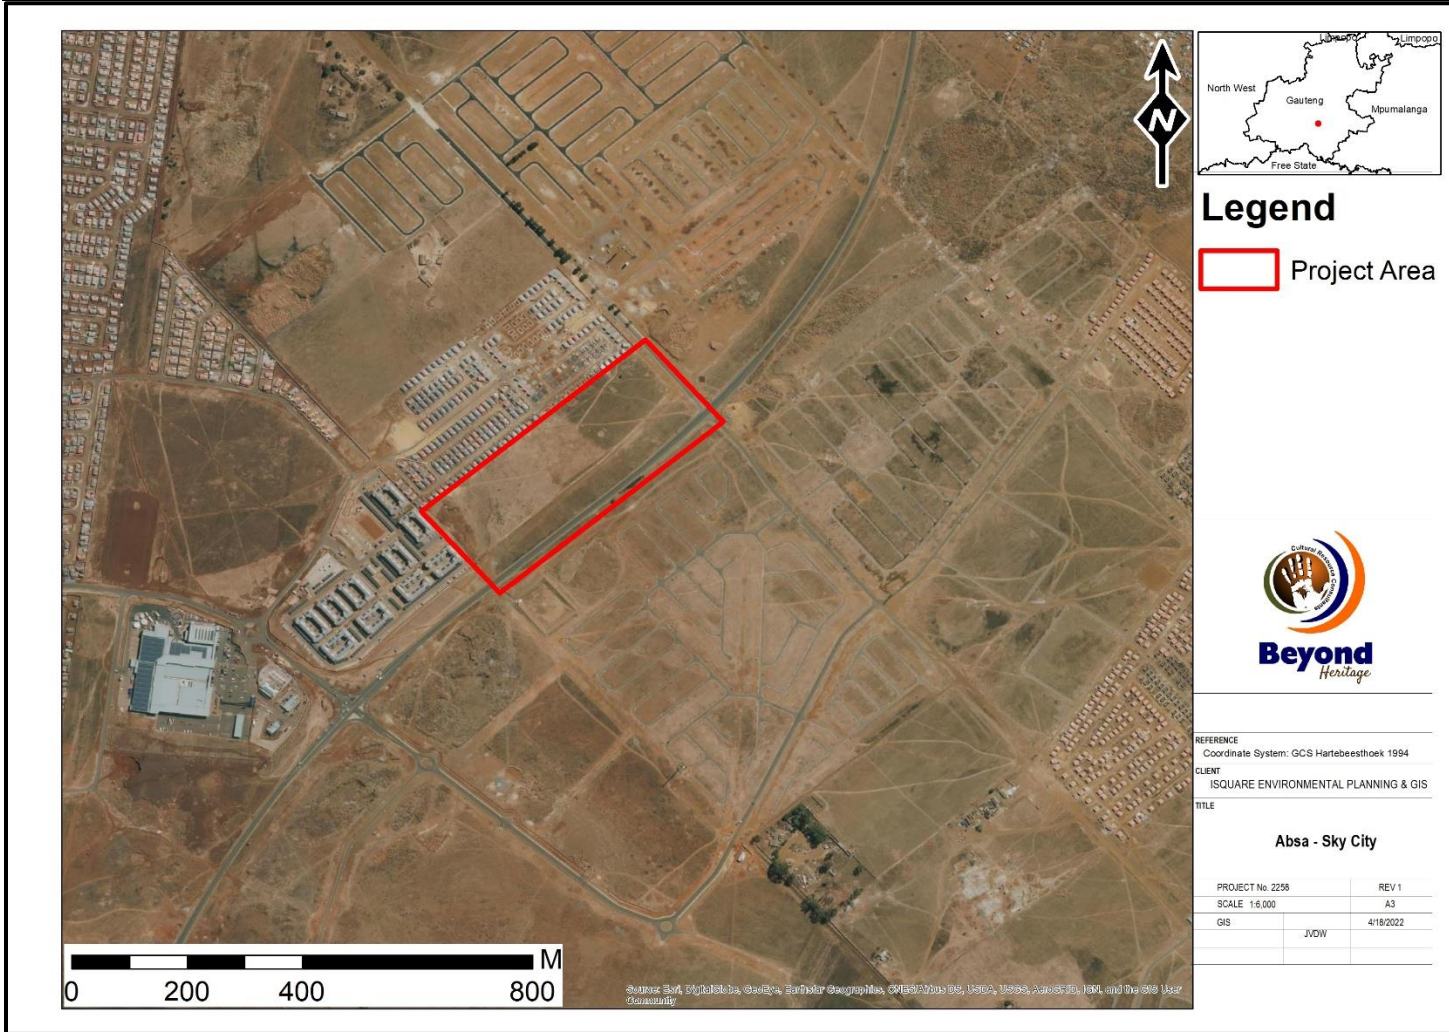 Limpopo
Limpopo
North West
Gauteng
Mpumalanga
Free State
N
Legend
Project Area
Cultural Resource Consultants
Beyond
Heritage
REFERENCE
Coordinate System: GCS Hartebeesthoek 1994
CLIENT
ISQUARE ENVIRONMENTAL PLANNING & GIS
TITLE
Absa - Sky City
PROJECT No. 2258 REV 1
SCALE 1:6,000 A3
GIS 4/18/2022
JVDW
M
0 200 400 800
Source: Esri, DigitalGlobe, GeoEye, Earthstar Geographics, CNES/Airbus DS, USDA, USGS, AeroGRID, IGN, and the GIS User
Community